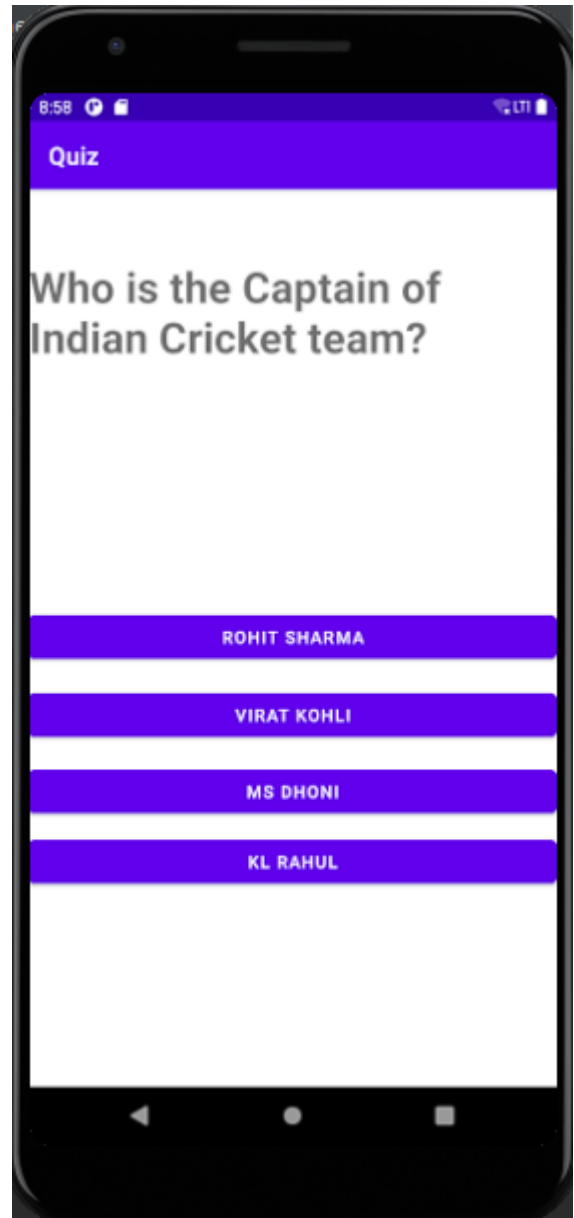 8:58 LTE
Quiz
Who is the Captain of
Indian Cricket team?
ROHIT SHARMA
VIRAT KOHLI
MS DHONI
KL RAHUL